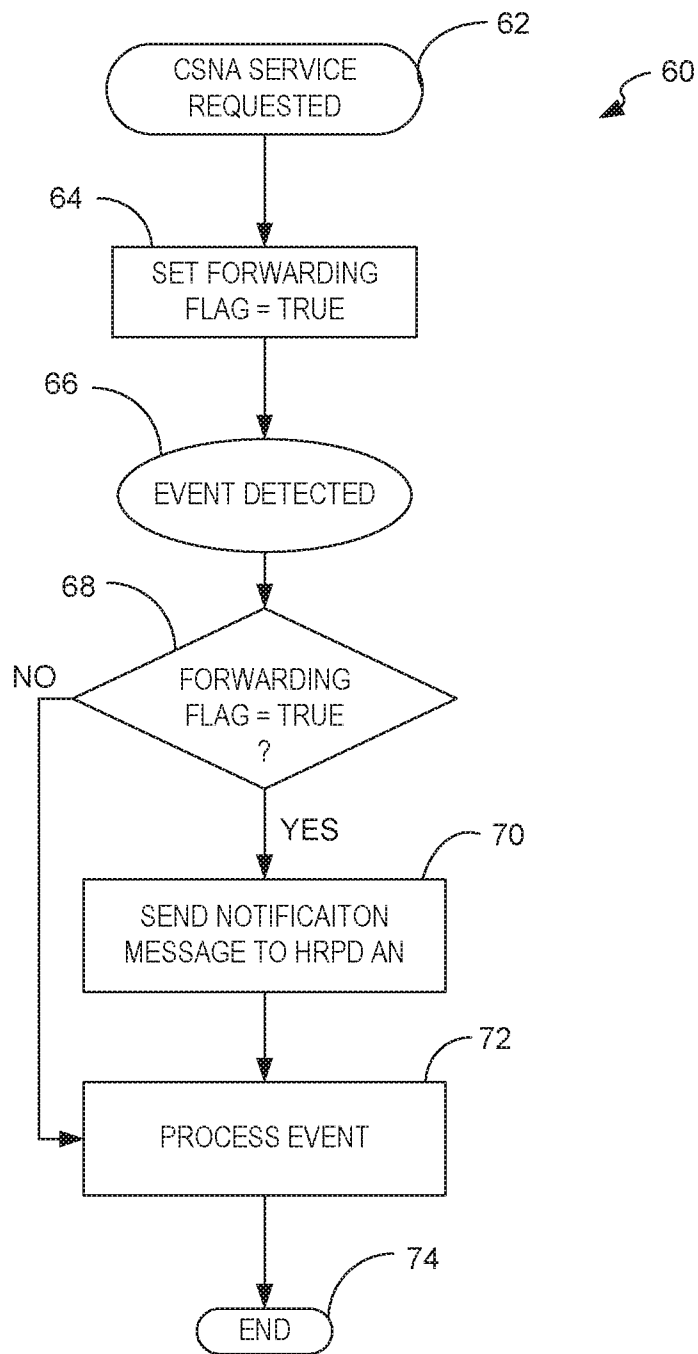 62
CSNA SERVICE
REQUESTED
60
64
SET FORWARDING
FLAG = TRUE
66
EVENT DETECTED
68
NO
FORWARDING
FLAG = TRUE
?
YES
70
SEND NOTIFICAITON
MESSAGE TO HRPD AN
72
PROCESS EVENT
74
END